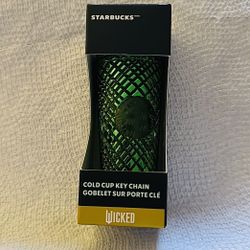 STARBUCKS
COLD CUP KEY CHAIN
GOBELET SUR PORTE CLÉ
WICKED